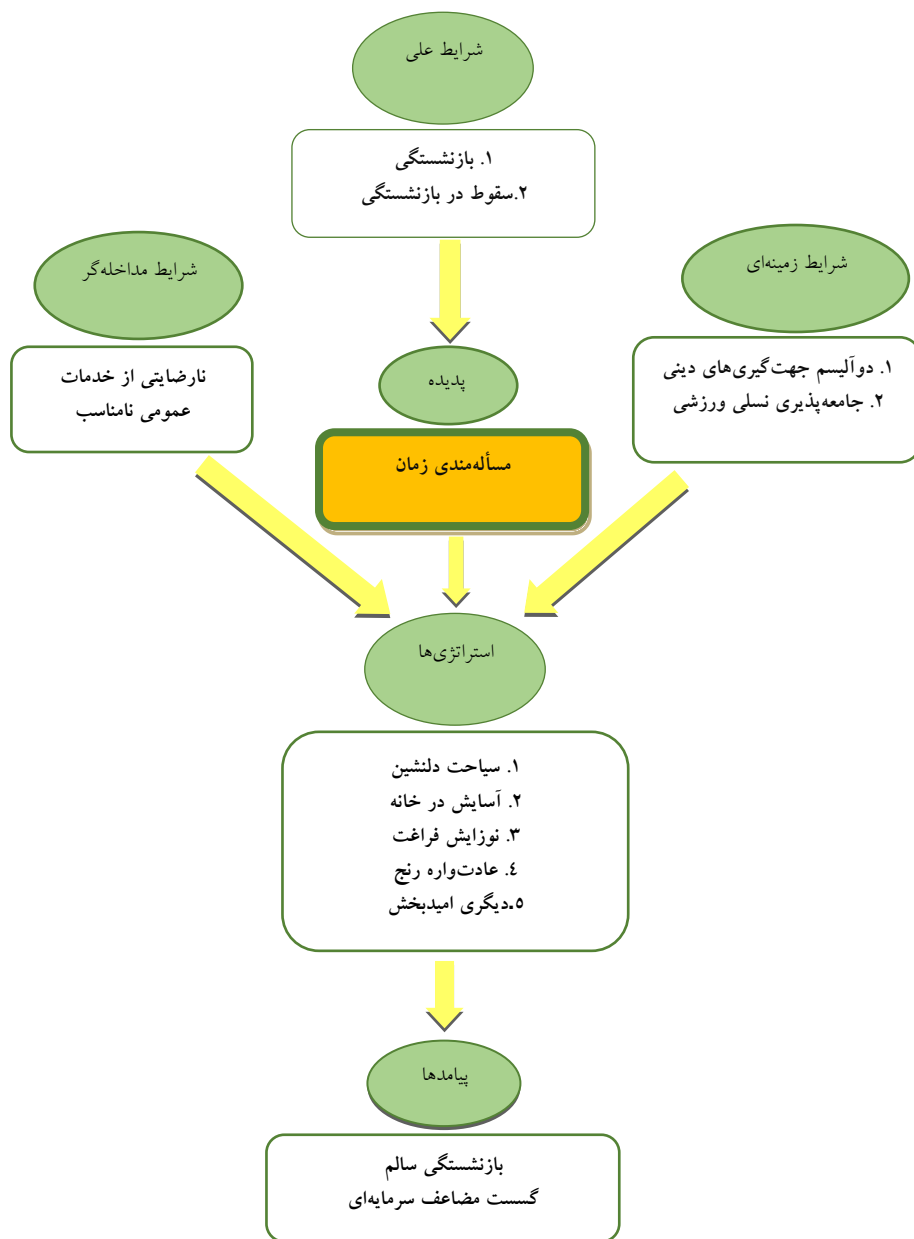 شرایط علی
۱. بازنشستگی
۲.سقوط در بازنشستگی
شرایط زمینه‌ای
۱. دوآلیسم جهت‌گیری‌های دینی
۲. جامعه‌پذیری نسلی ورزشی
شرایط مداخله‌گر
نارضایتی از خدمات
عمومی نامناسب
پدیده
مسأله‌مندی زمان
استراتژی‌ها
۱. سیاحت دلنشین
۲. آسایش در خانه
۳. نوزایش فراغت
٤. عادت‌واره رنج
٥.دیگری امیدبخش
پیامدها
بازنشستگی سالم
گسست مضاعف سرمایه‌ای